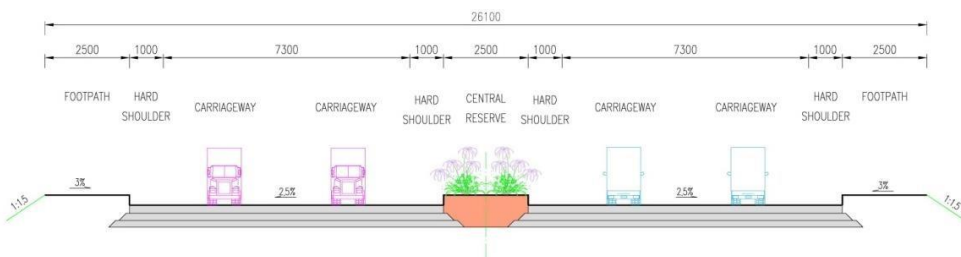 26100
2500 1000 7300 1000 2500 1000 7300 1000 2500
FOOTPATH HARD SHOULDER CARRIAGEWAY CARRIAGEWAY HARD SHOULDER CENTRAL RESERVE HARD SHOULDER CARRIAGEWAY CARRIAGEWAY HARD SHOULDER FOOTPATH
3% 2.5% 2.5% 3%
1:1.5 1:1.5